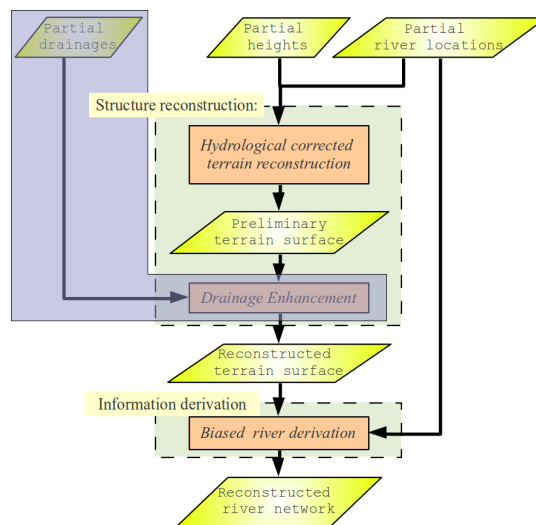 Partial
drainages
Partial
heights
Partial
river locations
Structure reconstruction:
Hydrological corrected
terrain reconstruction
Preliminary
terrain surface
Drainage Enhancement
Reconstructed
terrain surface
Information derivation
Biased river derivation
Reconstructed
river network